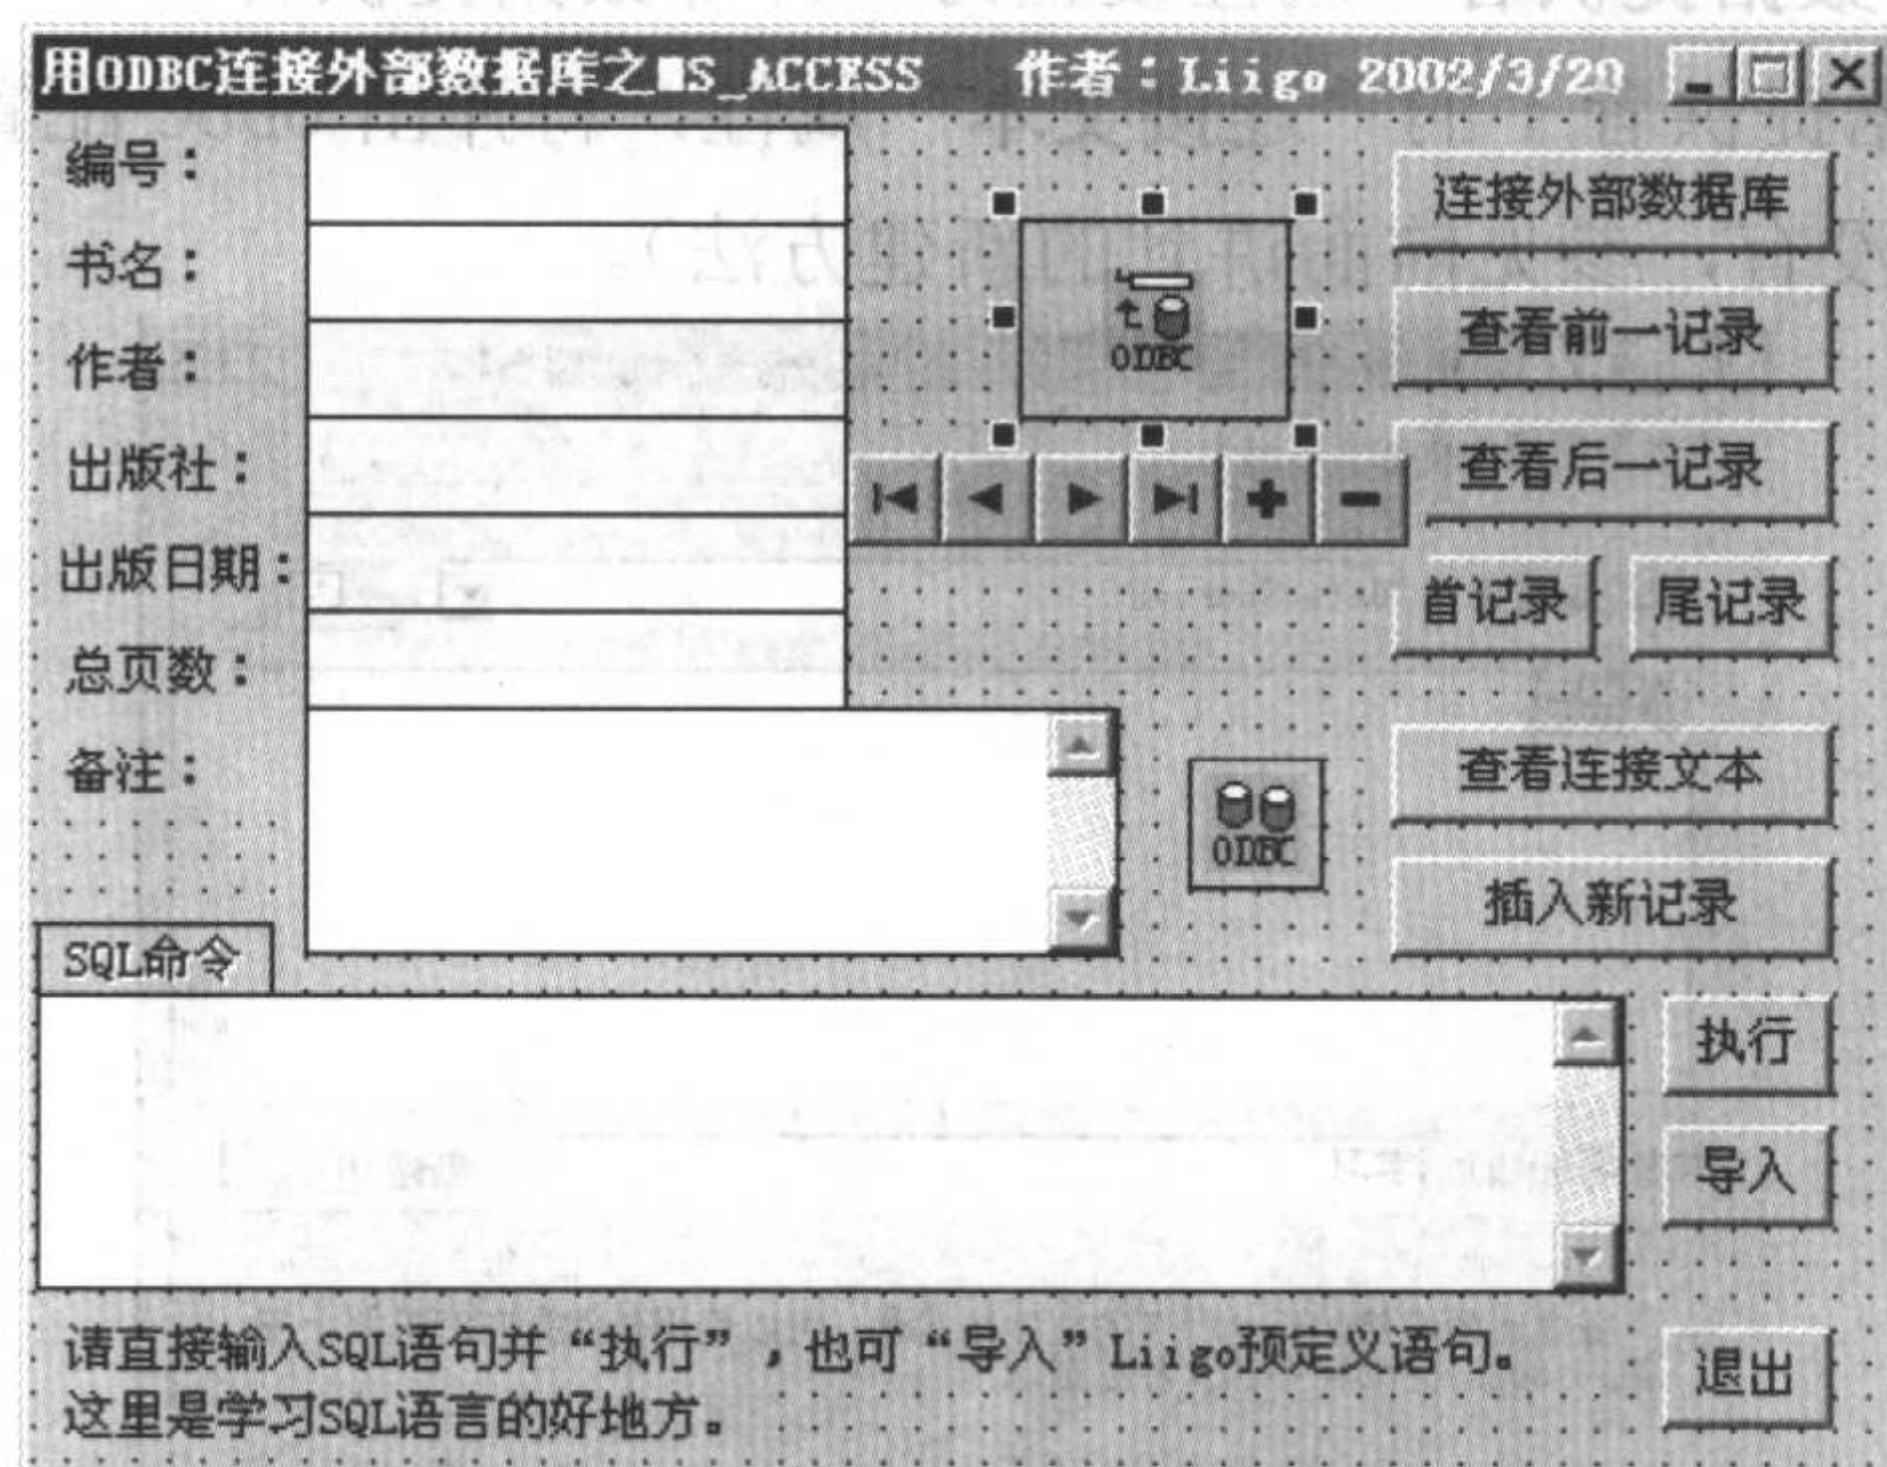 用ODBC连接外部数据库之MS_ACCESS 作者：Liigo 2002/3/20
编号：
书名：
作者：
出版社：
出版日期：
总页数：
备注：
ODBC
连接外部数据库
查看前一记录
查看后一记录
首记录 尾记录
ODBC
查看连接文本
插入新记录
SQL命令
执行
导入
请直接输入SQL语句并“执行”，也可“导入”Liigo预定义语句。
这里是学习SQL语言的好地方。
退出